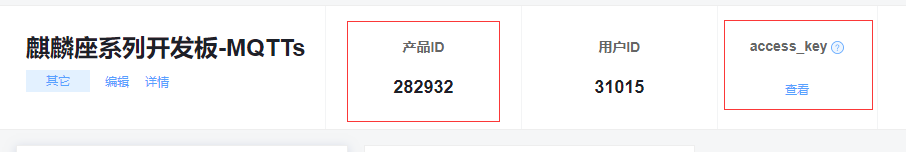 麒麟座系列开发板-MQTTs
其它 编辑 详情
产品ID
282932
用户ID
31015
access_key ?
查看